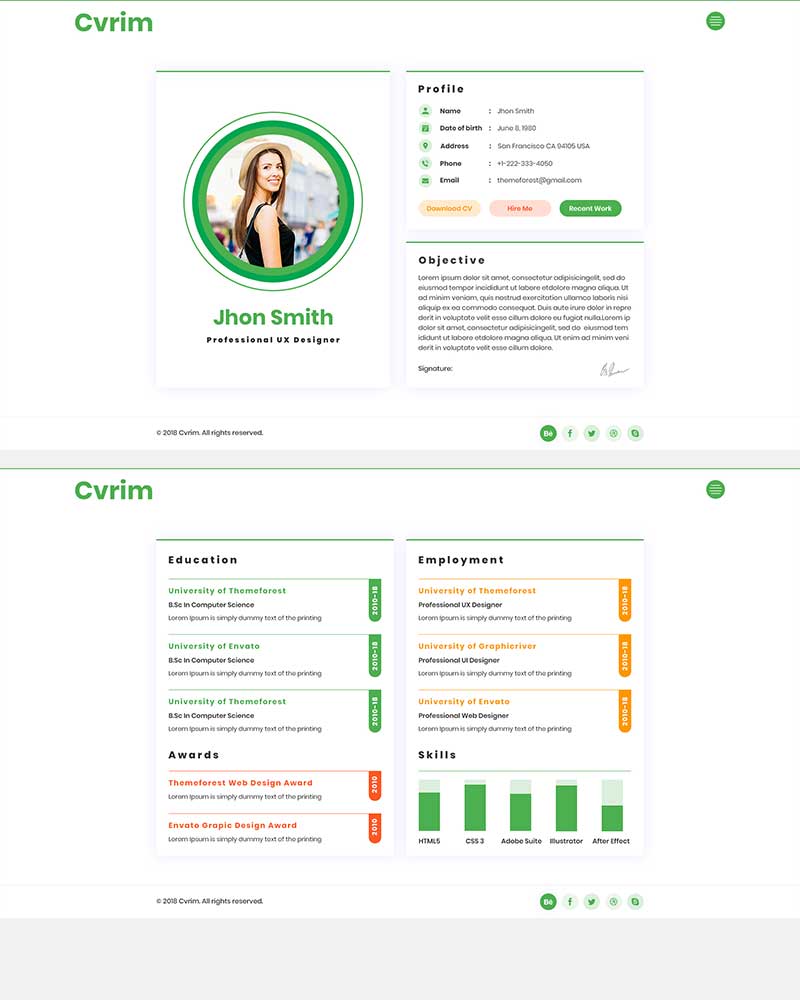 Cvrim
Jhon Smith
Professional UX Designer
Profile
Name : Jhon Smith
Date of birth : June 8, 1980
Address : San Francisco CA 94105 USA
Phone : +1-222-333-4050
Email : themeforest@gmail.com
Download CV Hire Me Recent Work
Objective
Lorem ipsum dolor sit amet, consectetur adipisicingelit, sed do
eiusmod tempor incididunt ut labore etdolore magna aliqua. Ut
ad minim veniam, quis nostrud exercitation ullamco laboris nisi
aliquip ex ea commodo consequat. Duis aute irure dolor in repre
derit in voluptate velit esse cillum dolore eu fugiat nulla.Lorem ip
dolor sit amet, consectetur adipisicingelit, sed do eiusmod tem
ididunt ut labore etdolore magna aliqua. Ut enim ad minim veni
derit in voluptate velit esse cillum dolore.
Signature:
© 2018 Cvrim. All rights reserved.
Bē
Cvrim
Education
University of Themeforest
B.Sc In Computer Science
Lorem Ipsum is simply dummy text of the printing
2010-18
University of Envato
B.Sc In Computer Science
Lorem Ipsum is simply dummy text of the printing
2010-18
University of Themeforest
B.Sc In Computer Science
Lorem Ipsum is simply dummy text of the printing
2010-18
Awards
Themeforest Web Design Award
Lorem Ipsum is simply dummy text of the printing
2010
Envato Grapic Design Award
Lorem Ipsum is simply dummy text of the printing
2010
Employment
University of Themeforest
Professional UX Designer
Lorem Ipsum is simply dummy text of the printing
2010-18
University of Graphicriver
Professional UI Designer
Lorem Ipsum is simply dummy text of the printing
2010-18
University of Envato
Professional Web Designer
Lorem Ipsum is simply dummy text of the printing
2010-18
Skills
HTML5 CSS 3 Adobe Suite Illustrator After Effect
© 2018 Cvrim. All rights reserved.
Bē